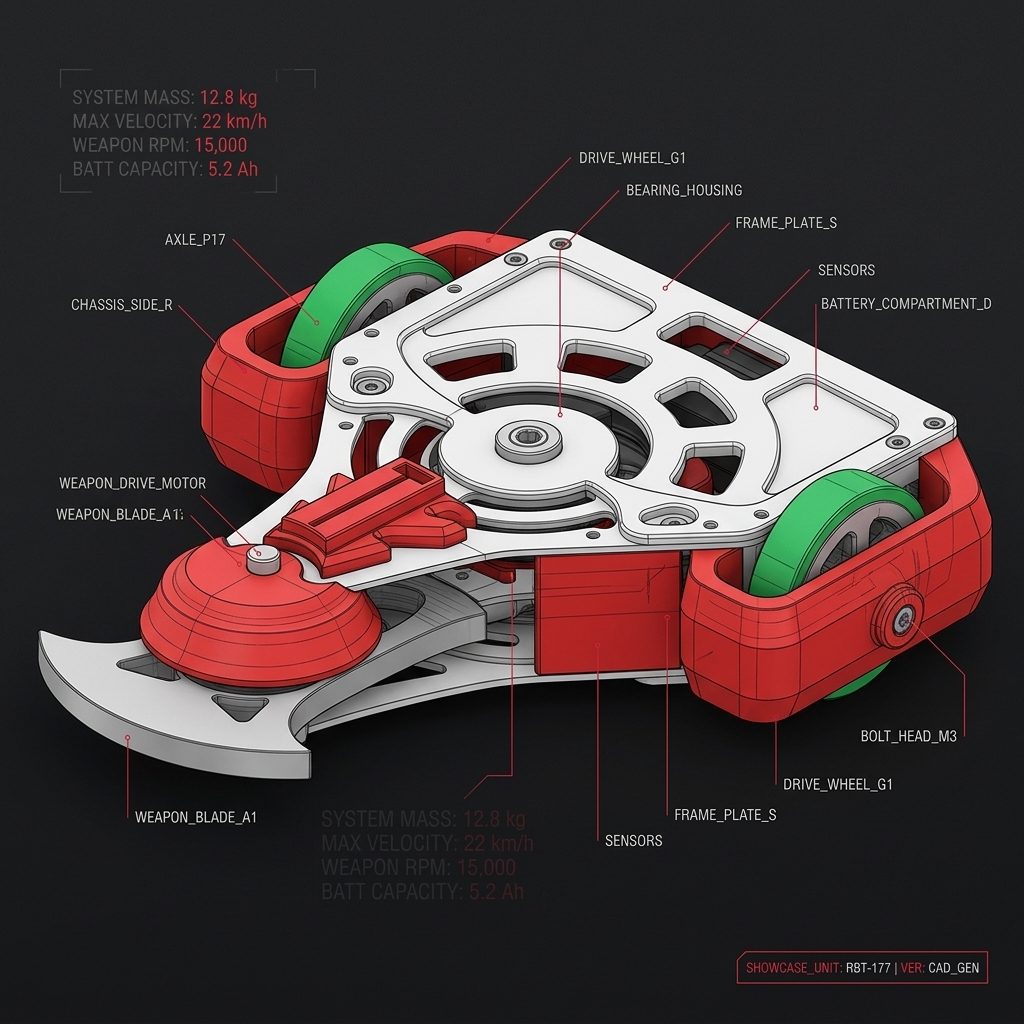 SYSTEM MASS: 12.8 kg
MAX VELOCITY: 22 km/h
WEAPON RPM: 15,000
BATT CAPACITY: 5.2 Ah
DRIVE_WHEEL_G1
BEARING_HOUSING
FRAME_PLATE_S
AXLE_P17
SENSORS
CHASSIS_SIDE_R
BATTERY_COMPARTMENT_D
WEAPON_DRIVE_MOTOR
WEAPON_BLADE_A1
BOLT_HEAD_M3
DRIVE_WHEEL_G1
WEAPON_BLADE_A1
FRAME_PLATE_S
SENSORS
SYSTEM MASS: 12.8 kg
MAX VELOCITY: 22 km/h
WEAPON RPM: 15,000
BATT CAPACITY: 5.2 Ah
SHOWCASE_UNIT: RBT-177 | VER: CAD_GEN